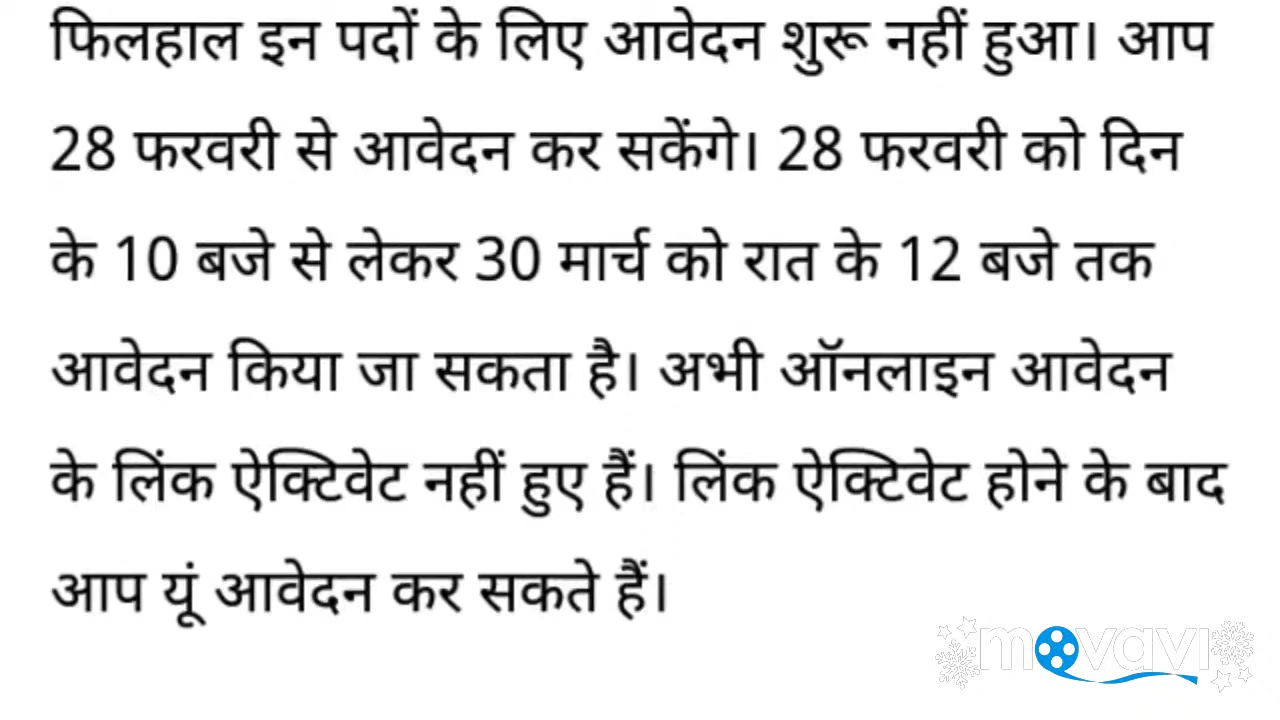 फिलहाल इन पदों के लिए आवेदन शुरू नहीं हुआ। आप
28 फरवरी से आवेदन कर सकेंगे। 28 फरवरी को दिन
के 10 बजे से लेकर 30 मार्च को रात के 12 बजे तक
आवेदन किया जा सकता है। अभी ऑनलाइन आवेदन
के लिंक ऐक्टिवेट नहीं हुए हैं। लिंक ऐक्टिवेट होने के बाद
आप यूं आवेदन कर सकते हैं।
movavi